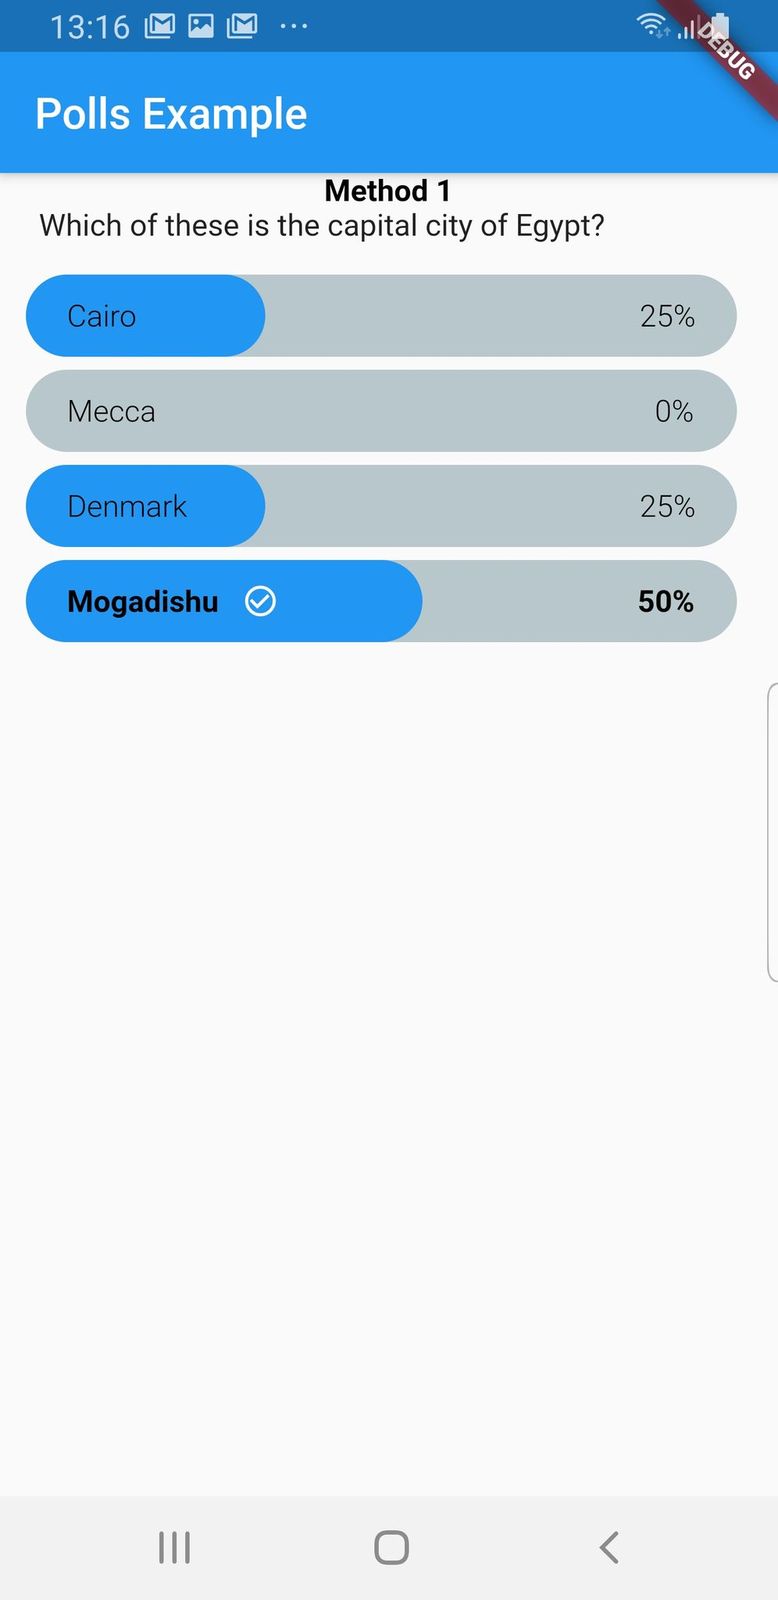 13:16
DEBUG
Polls Example
Method 1
Which of these is the capital city of Egypt?
Cairo 25%
Mecca 0%
Denmark 25%
Mogadishu 50%